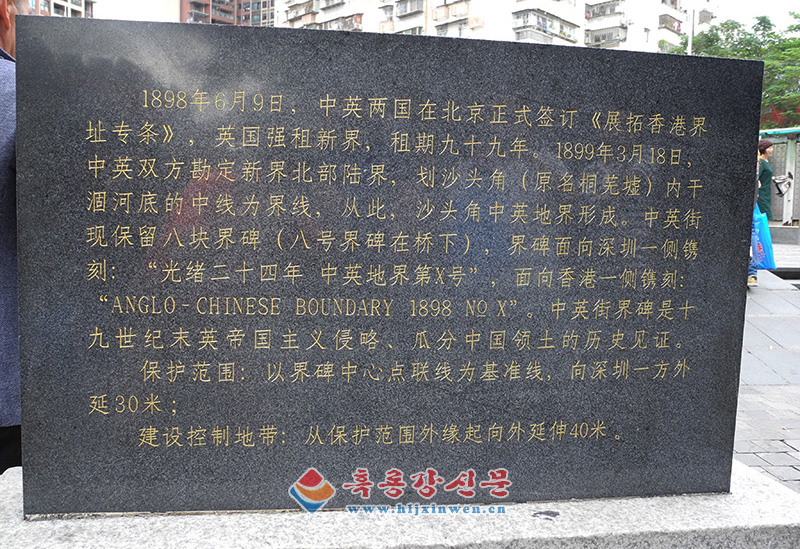 1898年6月9日，中英两国在北京正式签订《展拓香港界
址专条》，英国强租新界，租期九十九年。1899年3月18日，
中英双方勘定新界北部陆界，划沙头角（原名桐芜墟）内干
涸河底的中线为界线，从此，沙头角中英地界形成。中英街
现保留八块界碑（八号界碑在桥下），界碑面向深圳一侧镌
刻：“光绪二十四年 中英地界第X号”，面向香港一侧镌刻：
“ANGLO-CHINESE BOUNDARY 1898 NO X”。中英街界碑是十
九世纪末英帝国主义侵略、瓜分中国领土的历史见证。
保护范围：以界碑中心点联线为基准线，向深圳一方外
延30米；
建设控制地带：从保护范围外缘起向外延伸40米。
흑룡강신문
www.hljxinwen.cn